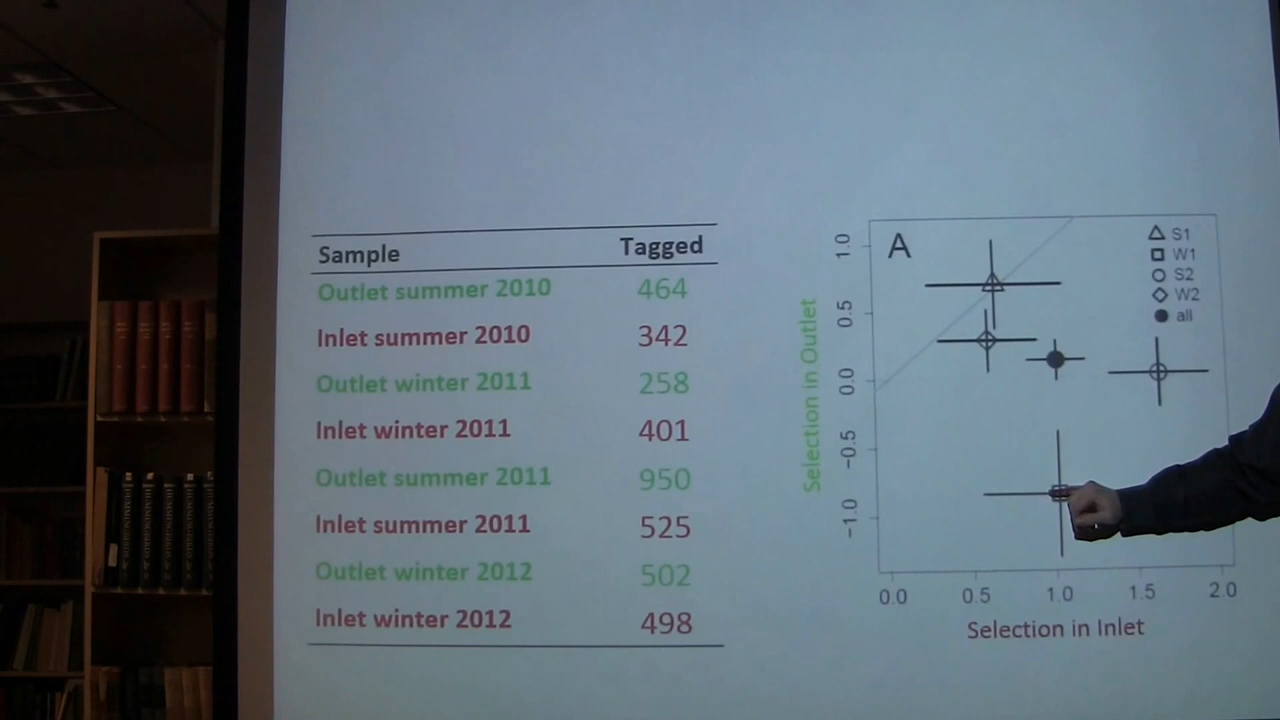 Sample Tagged
Outlet summer 2010 464
Inlet summer 2010 342
Outlet winter 2011 258
Inlet winter 2011 401
Outlet summer 2011 950
Inlet summer 2011 525
Outlet winter 2012 502
Inlet winter 2012 498
A
S1
W1
S2
W2
all
1.0
0.5
0.0
-0.5
-1.0
Selection in Outlet
0.0 0.5 1.0 1.5 2.0
Selection in Inlet